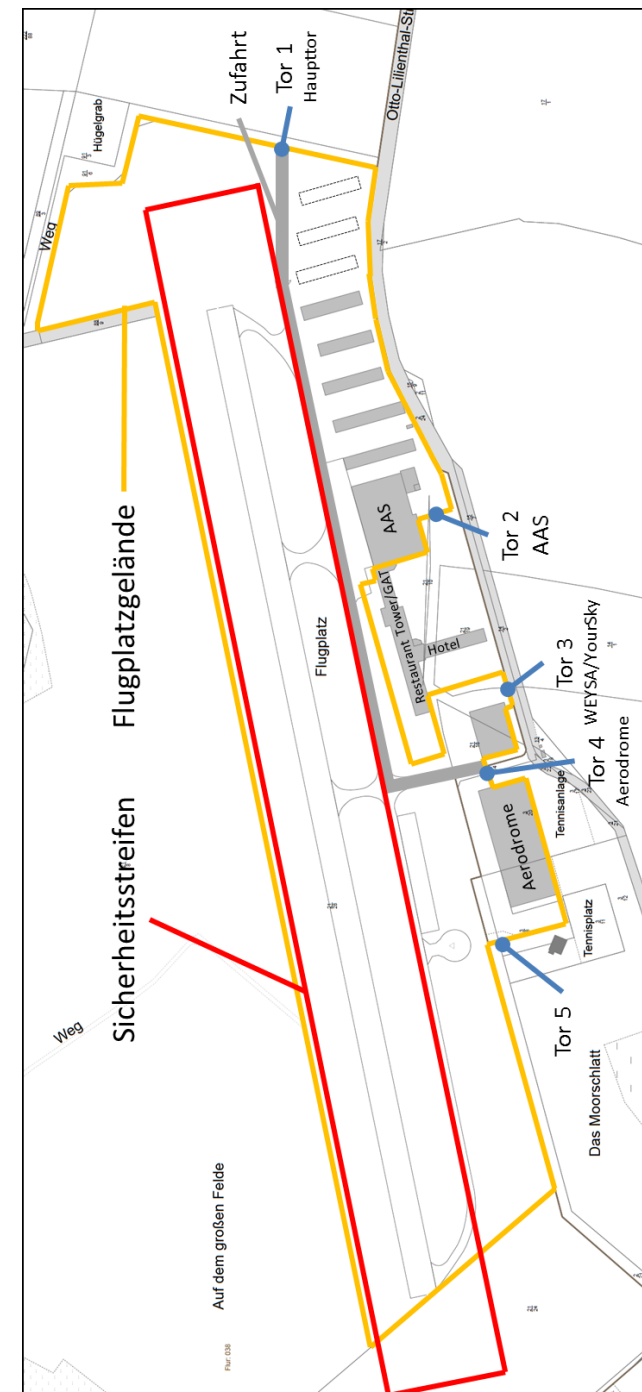 Hügelgrab
Weg
Zufahrt
Tor 1
Haupttor
Otto-Lilienthal-St
Flugplatzgelände
Sicherheitsstreifen
Flugplatz
AAS
Restaurant Tower/GAT
Hotel
Tor 2
AAS
Tor 3
WEYSA/YourSky
Tor 4
Aerodrome
Aerodrome
Tennisanlage
Tennisplatz
Tor 5
Weg
Das Moorschlatt
Auf dem großen Felde
Flur: 038